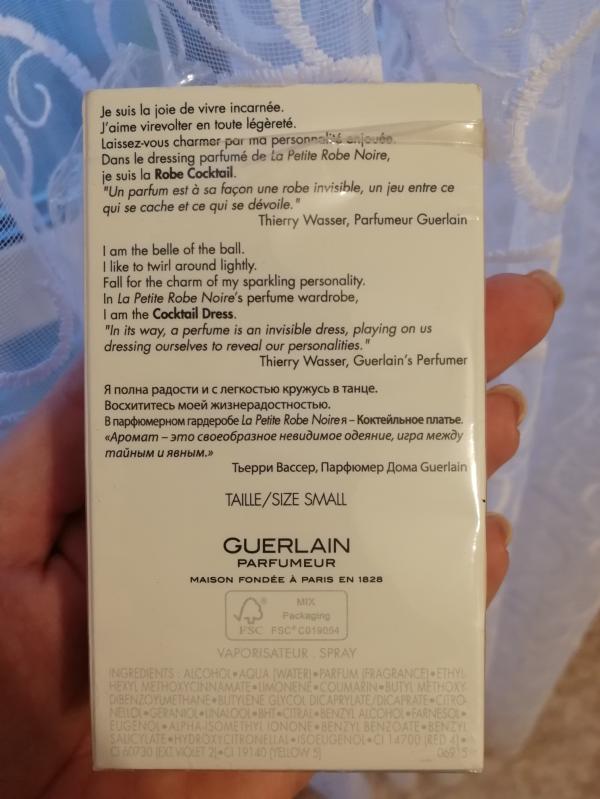 Je suis la joie de vivre incarnée.
J'aime virevolter en toute légèreté.
Laissez-vous charmer par ma personnalité enjouée.
Dans le dressing parfumé de La Petite Robe Noire,
je suis la Robe Cocktail.
"Un parfum est à sa façon une robe invisible, un jeu entre ce
qui se cache et ce qui se dévoile."
Thierry Wasser, Parfumeur Guerlain
I am the belle of the ball.
I like to twirl around lightly.
Fall for the charm of my sparkling personality.
In La Petite Robe Noire's perfume wardrobe,
I am the Cocktail Dress.
"In its way, a perfume is an invisible dress, playing on us
dressing ourselves to reveal our personalities."
Thierry Wasser, Guerlain's Perfumer
Я полна радости и с легкостью кружусь в танце.
Восхититесь моей жизнерадостностью.
В парфюмерном гардеробе La Petite Robe Noire я – Коктейльное платье.
«Аромат – это своеобразное невидимое одеяние, игра между
тайным и явным.»
Тьерри Вассер, Парфюмер Дома Guerlain
TAILLE/SIZE SMALL
GUERLAIN
PARFUMEUR
MAISON FONDÉE À PARIS EN 1828
MIX
Packaging
FSC FSC® C019054
VAPORISATEUR . SPRAY
INGREDIENTS : ALCOHOL•AQUA (WATER)•PARFUM (FRAGRANCE)•ETHYL-
HEXYL METHOXYCINNAMATE•LIMONENE•COUMARIN•BUTYL METHOXY-
DIBENZOYLMETHANE•BUTYLENE GLYCOL DICAPRYLATE/DICAPRATE•CITRO-
NELLOL•GERANIOL•LINALOOL•BHT•CITRAL•BENZYL ALCOHOL•FARNESOL•
EUGENOL•ALPHA-ISOMETHYL IONONE•BENZYL BENZOATE•BENZYL
SALICYLATE•HYDROXYCITRONELLAL•ISOEUGENOL•CI 14700 (RED 4)•
CI 60730 (EXT. VIOLET 2)•CI 19140 (YELLOW 5) 06915